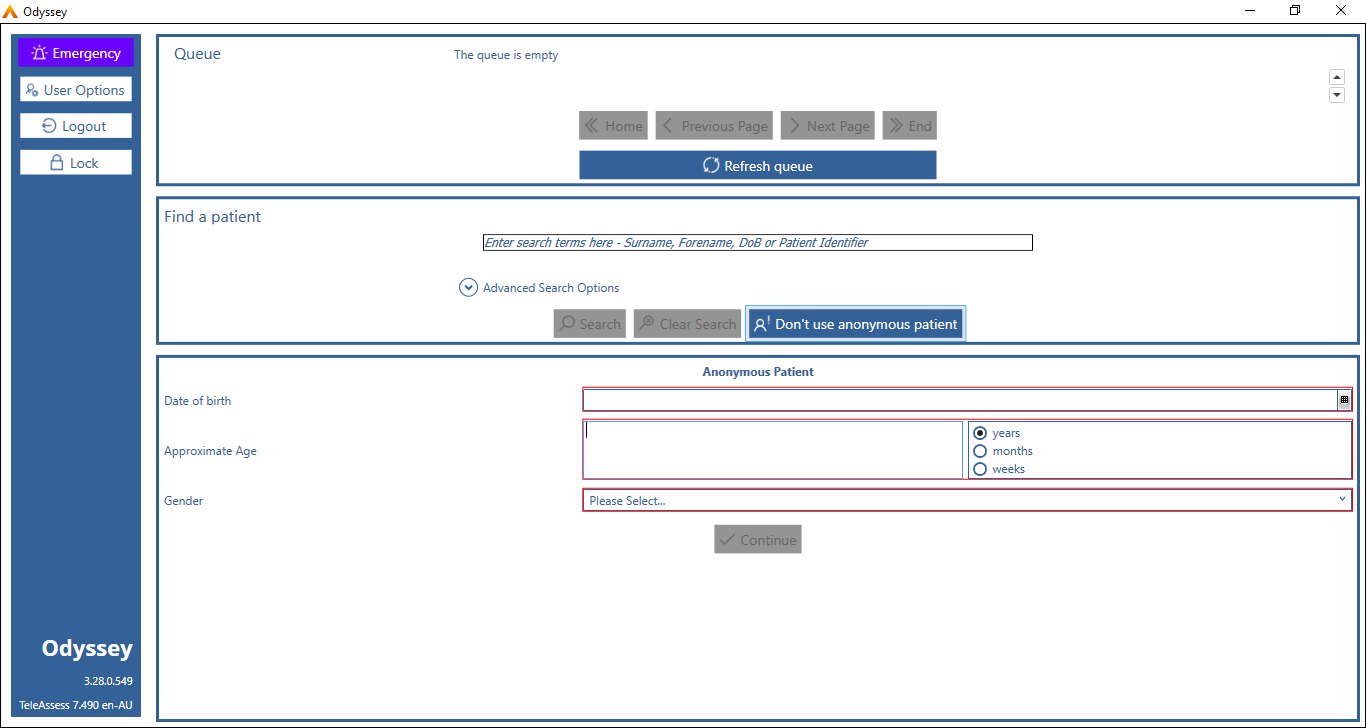 Odyssey
Emergency
User Options
Logout
Lock
Odyssey
3.28.0.549
TeleAssess 7.490 en-AU
Queue
The queue is empty
Home Previous Page Next Page End
Refresh queue
Find a patient
Enter search terms here - Surname, Forename, DoB or Patient Identifier
Advanced Search Options
Search Clear Search Don't use anonymous patient
Anonymous Patient
Date of birth
Approximate Age
years
months
weeks
Gender
Please Select...
Continue